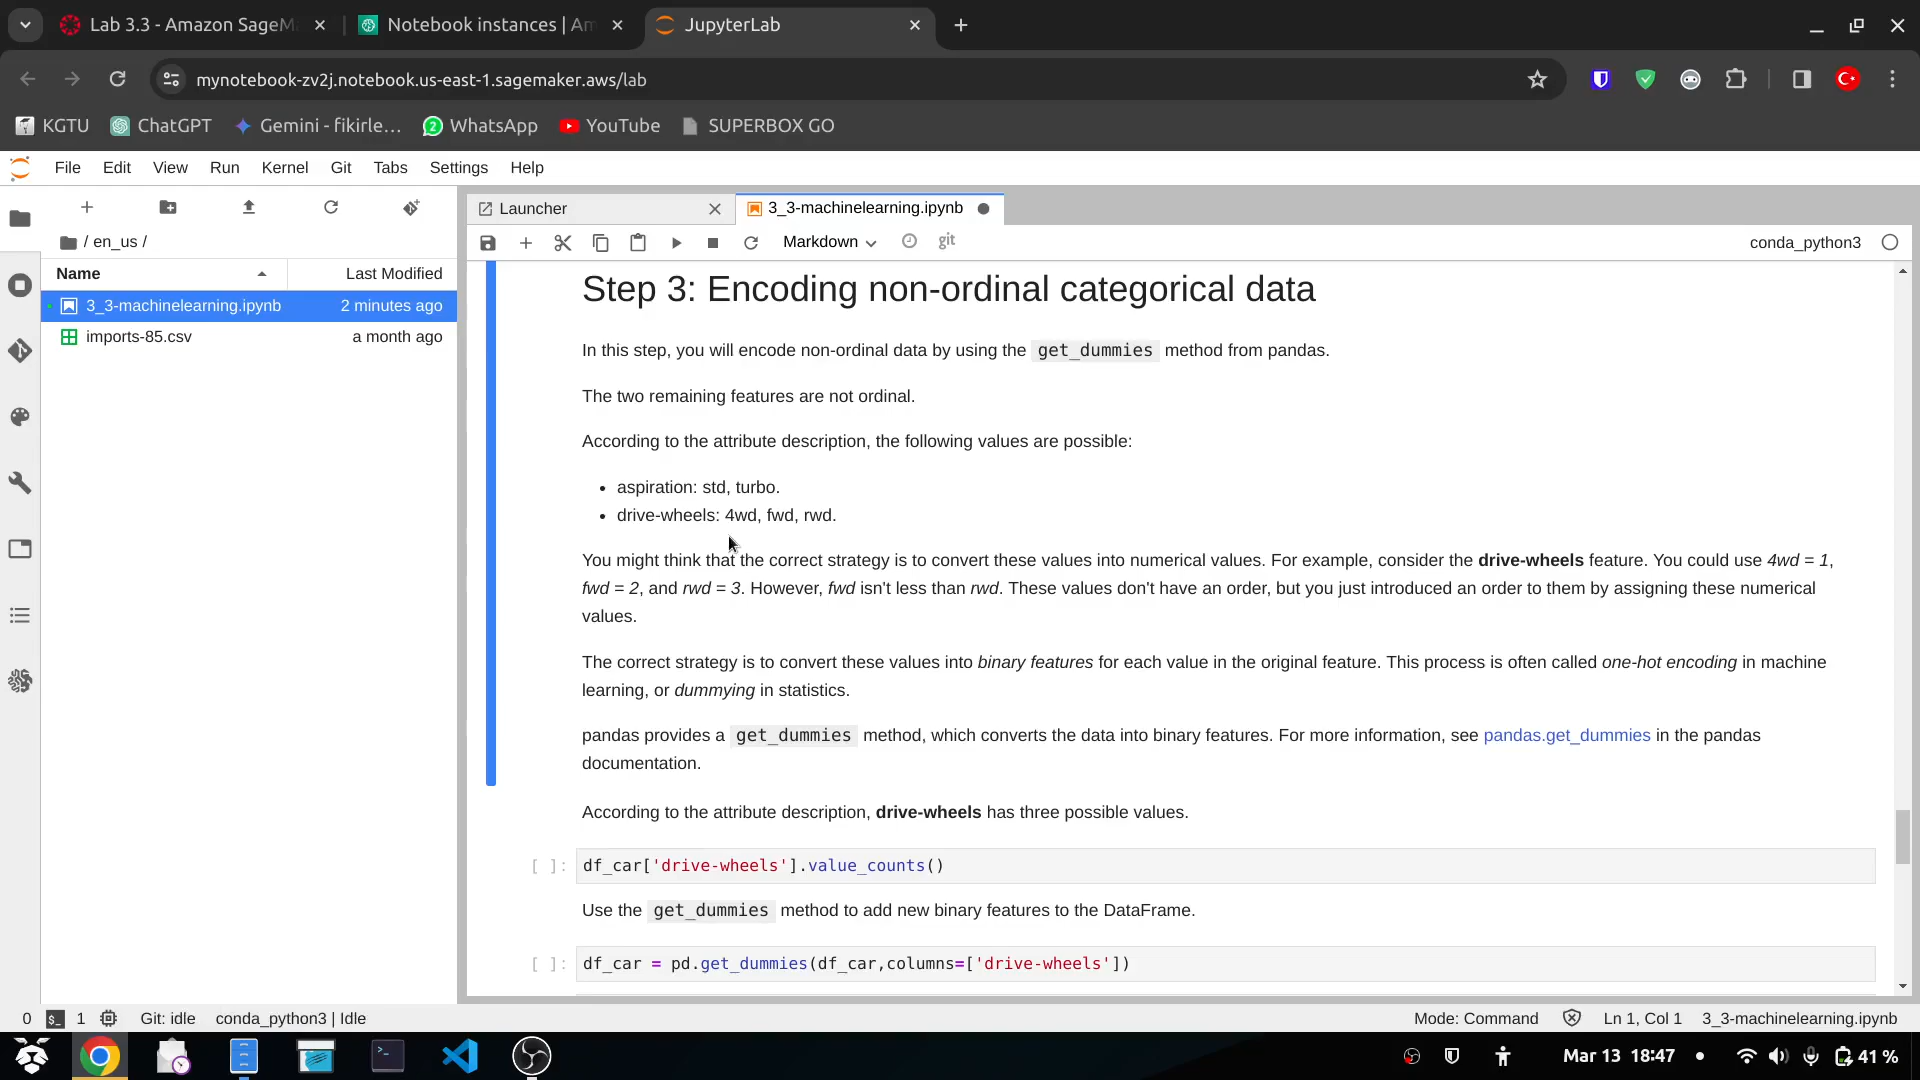 Lab 3.3 - Amazon SageM
Notebook instances | Am
JupyterLab
mynotebook-zv2j.notebook.us-east-1.sagemaker.aws/lab
KGTU
ChatGPT
Gemini - fikirle...
WhatsApp
YouTube
SUPERBOX GO
File Edit View Run Kernel Git Tabs Settings Help
Launcher
3_3-machinelearning.ipynb
/ en_us /
Markdown
git
conda_python3
Name
Last Modified
3_3-machinelearning.ipynb
2 minutes ago
imports-85.csv
a month ago
Step 3: Encoding non-ordinal categorical data
In this step, you will encode non-ordinal data by using the get_dummies method from pandas.
The two remaining features are not ordinal.
According to the attribute description, the following values are possible:
• aspiration: std, turbo.
• drive-wheels: 4wd, fwd, rwd.
You might think that the correct strategy is to convert these values into numerical values. For example, consider the drive-wheels feature. You could use 4wd = 1,
fwd = 2, and rwd = 3. However, fwd isn't less than rwd. These values don't have an order, but you just introduced an order to them by assigning these numerical
values.
The correct strategy is to convert these values into binary features for each value in the original feature. This process is often called one-hot encoding in machine
learning, or dummying in statistics.
pandas provides a get_dummies method, which converts the data into binary features. For more information, see pandas.get_dummies in the pandas
documentation.
According to the attribute description, drive-wheels has three possible values.
[ ]: df_car['drive-wheels'].value_counts()
Use the get_dummies method to add new binary features to the DataFrame.
[ ]: df_car = pd.get_dummies(df_car,columns=['drive-wheels'])
0
1
Git: idle
conda_python3 | Idle
Mode: Command
Ln 1, Col 1
3_3-machinelearning.ipynb
Mar 13 18:47
41 %